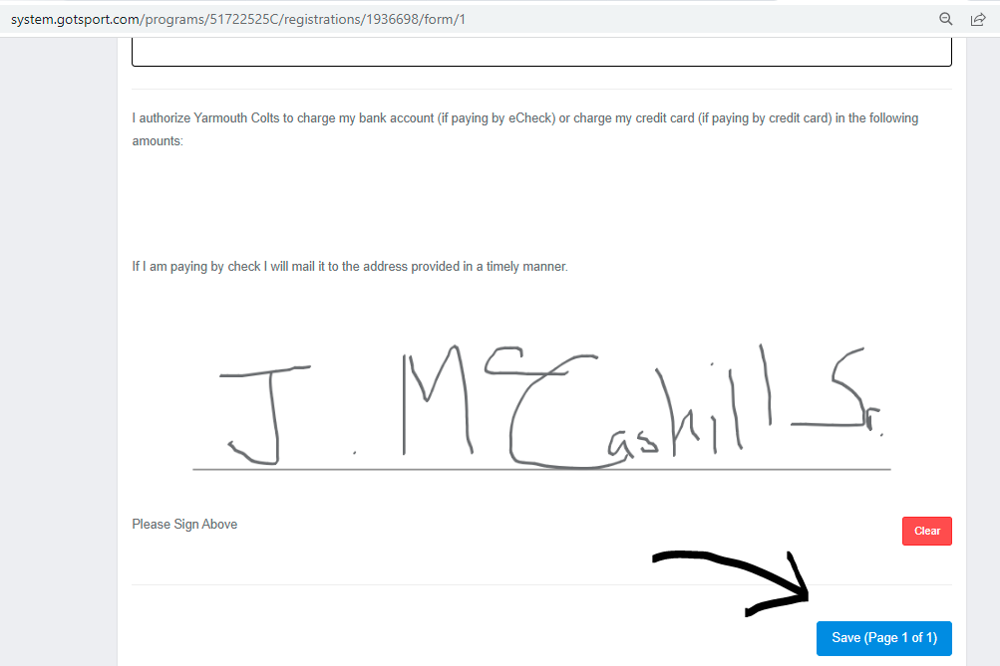 system.gotsport.com/programs/51722525C/registrations/1936698/form/1
I authorize Yarmouth Colts to charge my bank account (if paying by eCheck) or charge my credit card (if paying by credit card) in the following
amounts:
If I am paying by check I will mail it to the address provided in a timely manner.
J. McCaskill Sr.
Please Sign Above
Clear
Save (Page 1 of 1)